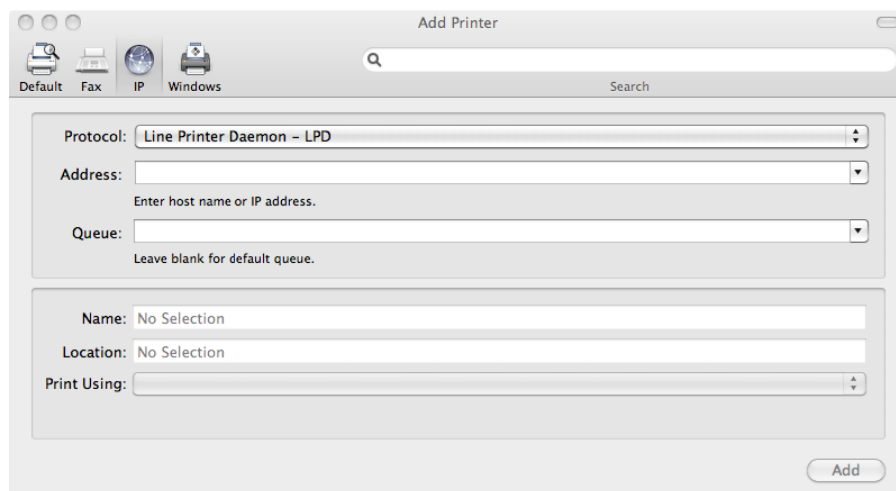 Add Printer
Default Fax IP Windows Search
Protocol: Line Printer Daemon – LPD
Address:
Enter host name or IP address.
Queue:
Leave blank for default queue.
Name: No Selection
Location: No Selection
Print Using:
Add